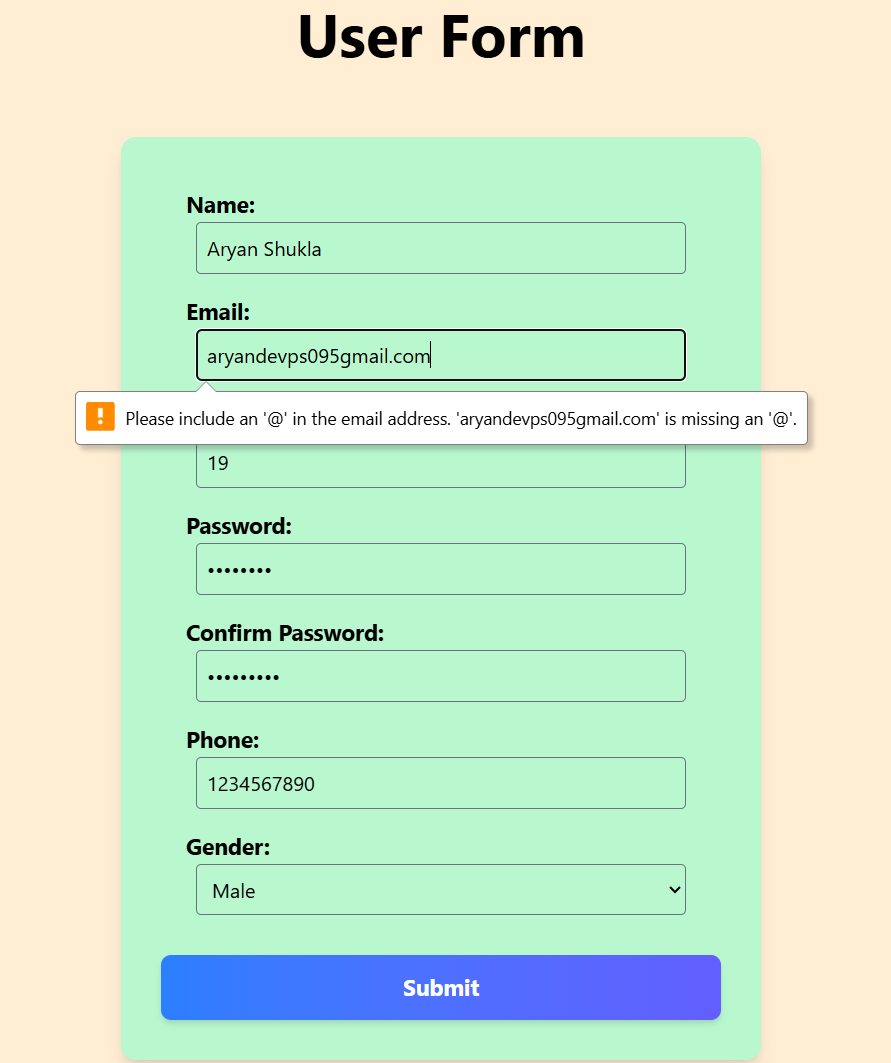 User Form
Name:
Aryan Shukla
Email:
aryandevps095gmail.com
Please include an '@' in the email address. 'aryandevps095gmail.com' is missing an '@'.
19
Password:
••••••••
Confirm Password:
•••••••••
Phone:
1234567890
Gender:
Male
Submit